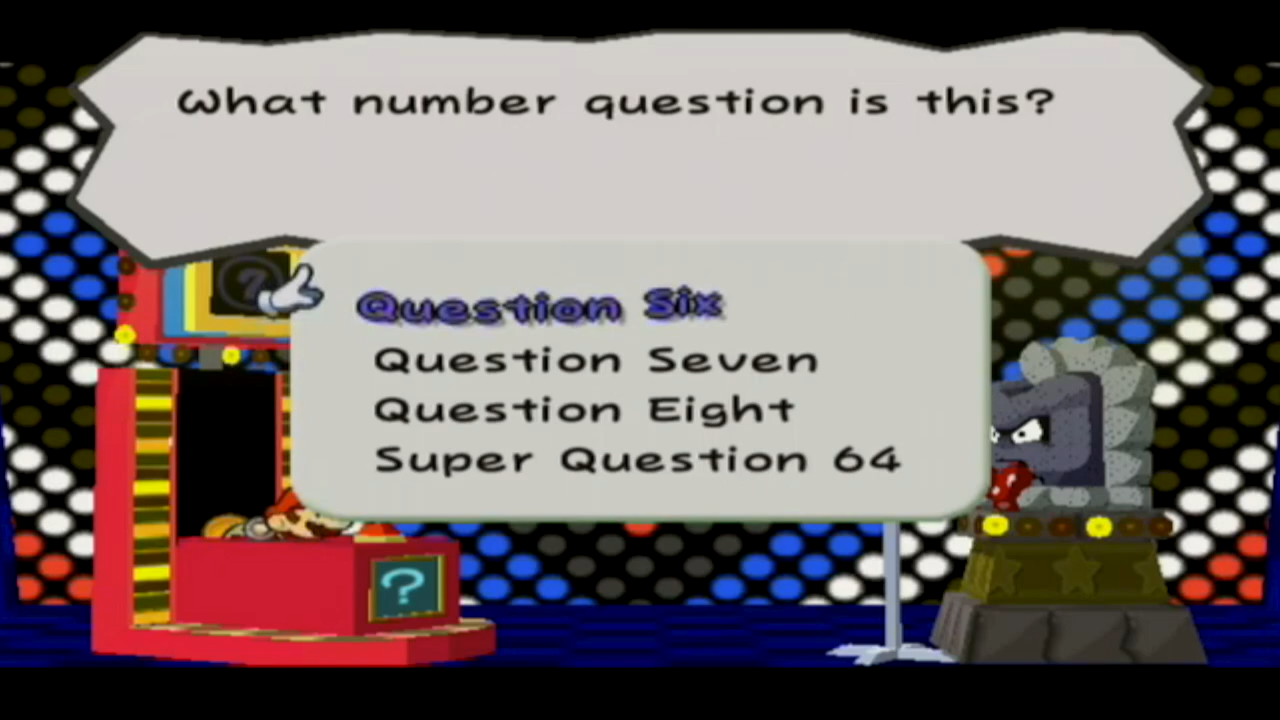 What number question is this?
?
Question Six
Question Seven
Question Eight
Super Question 64
?